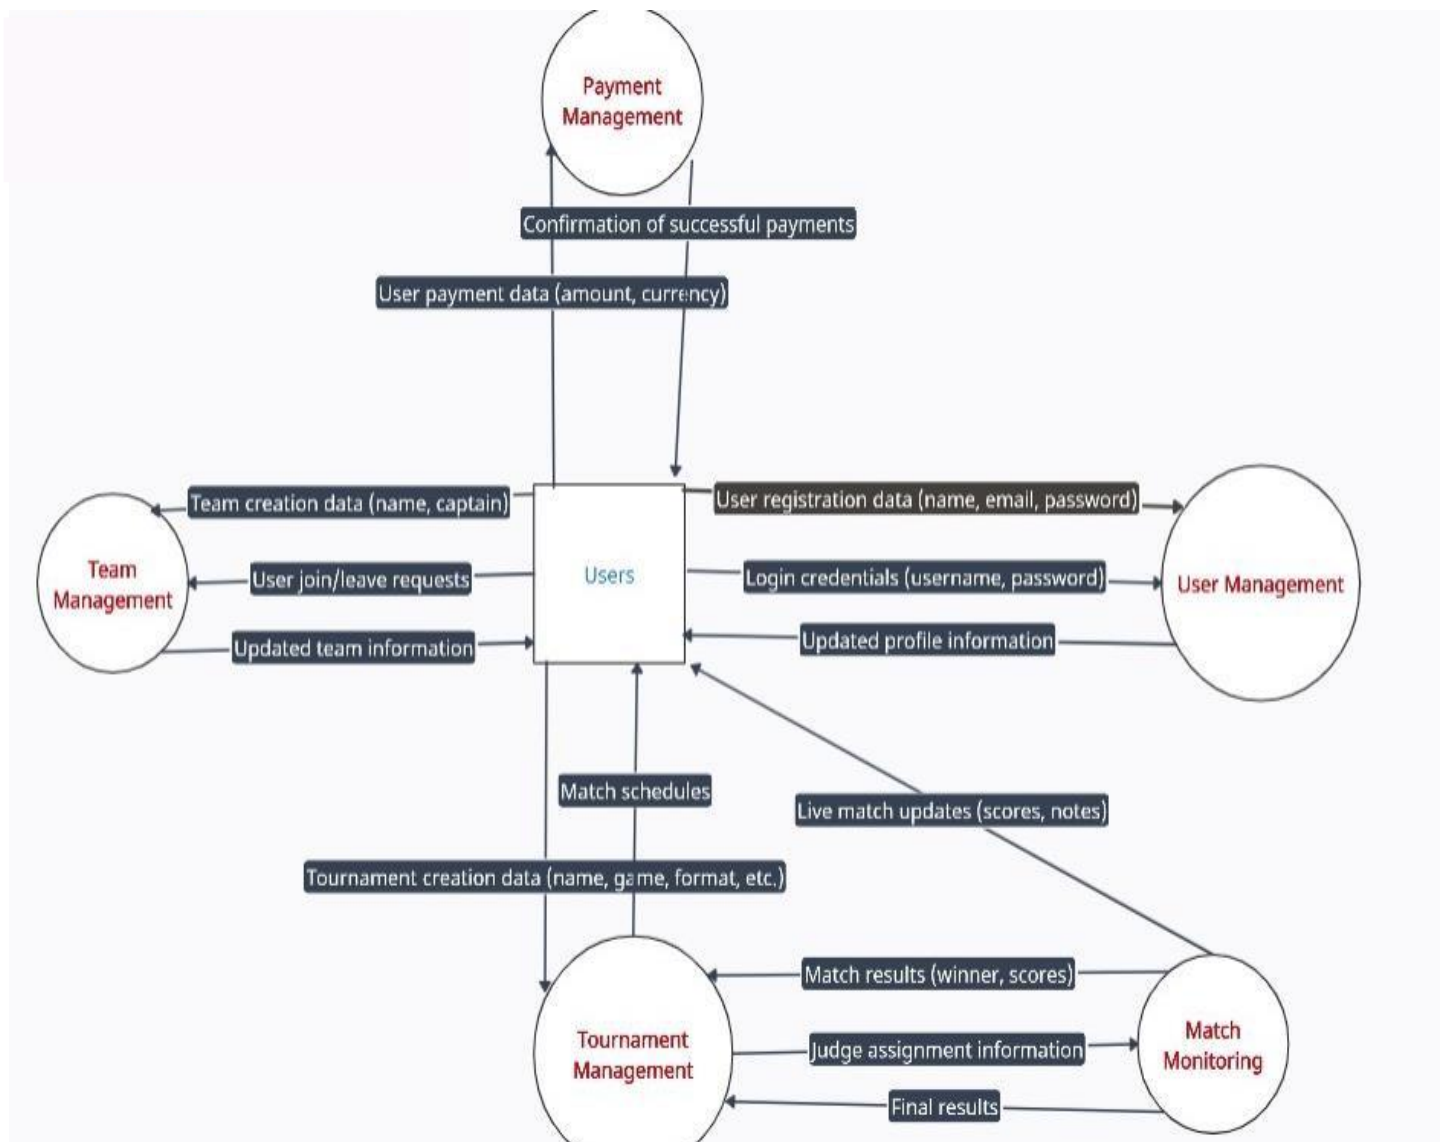 Payment
Management
Confirmation of successful payments
User payment data (amount, currency)
Team creation data (name, captain)
User registration data (name, email, password)
Team
Management
User join/leave requests
Users
Login credentials (username, password)
User Management
Updated team information
Updated profile information
Match schedules
Live match updates (scores, notes)
Tournament creation data (name, game, format, etc.)
Match results (winner, scores)
Tournament
Management
Judge assignment information
Match
Monitoring
Final results